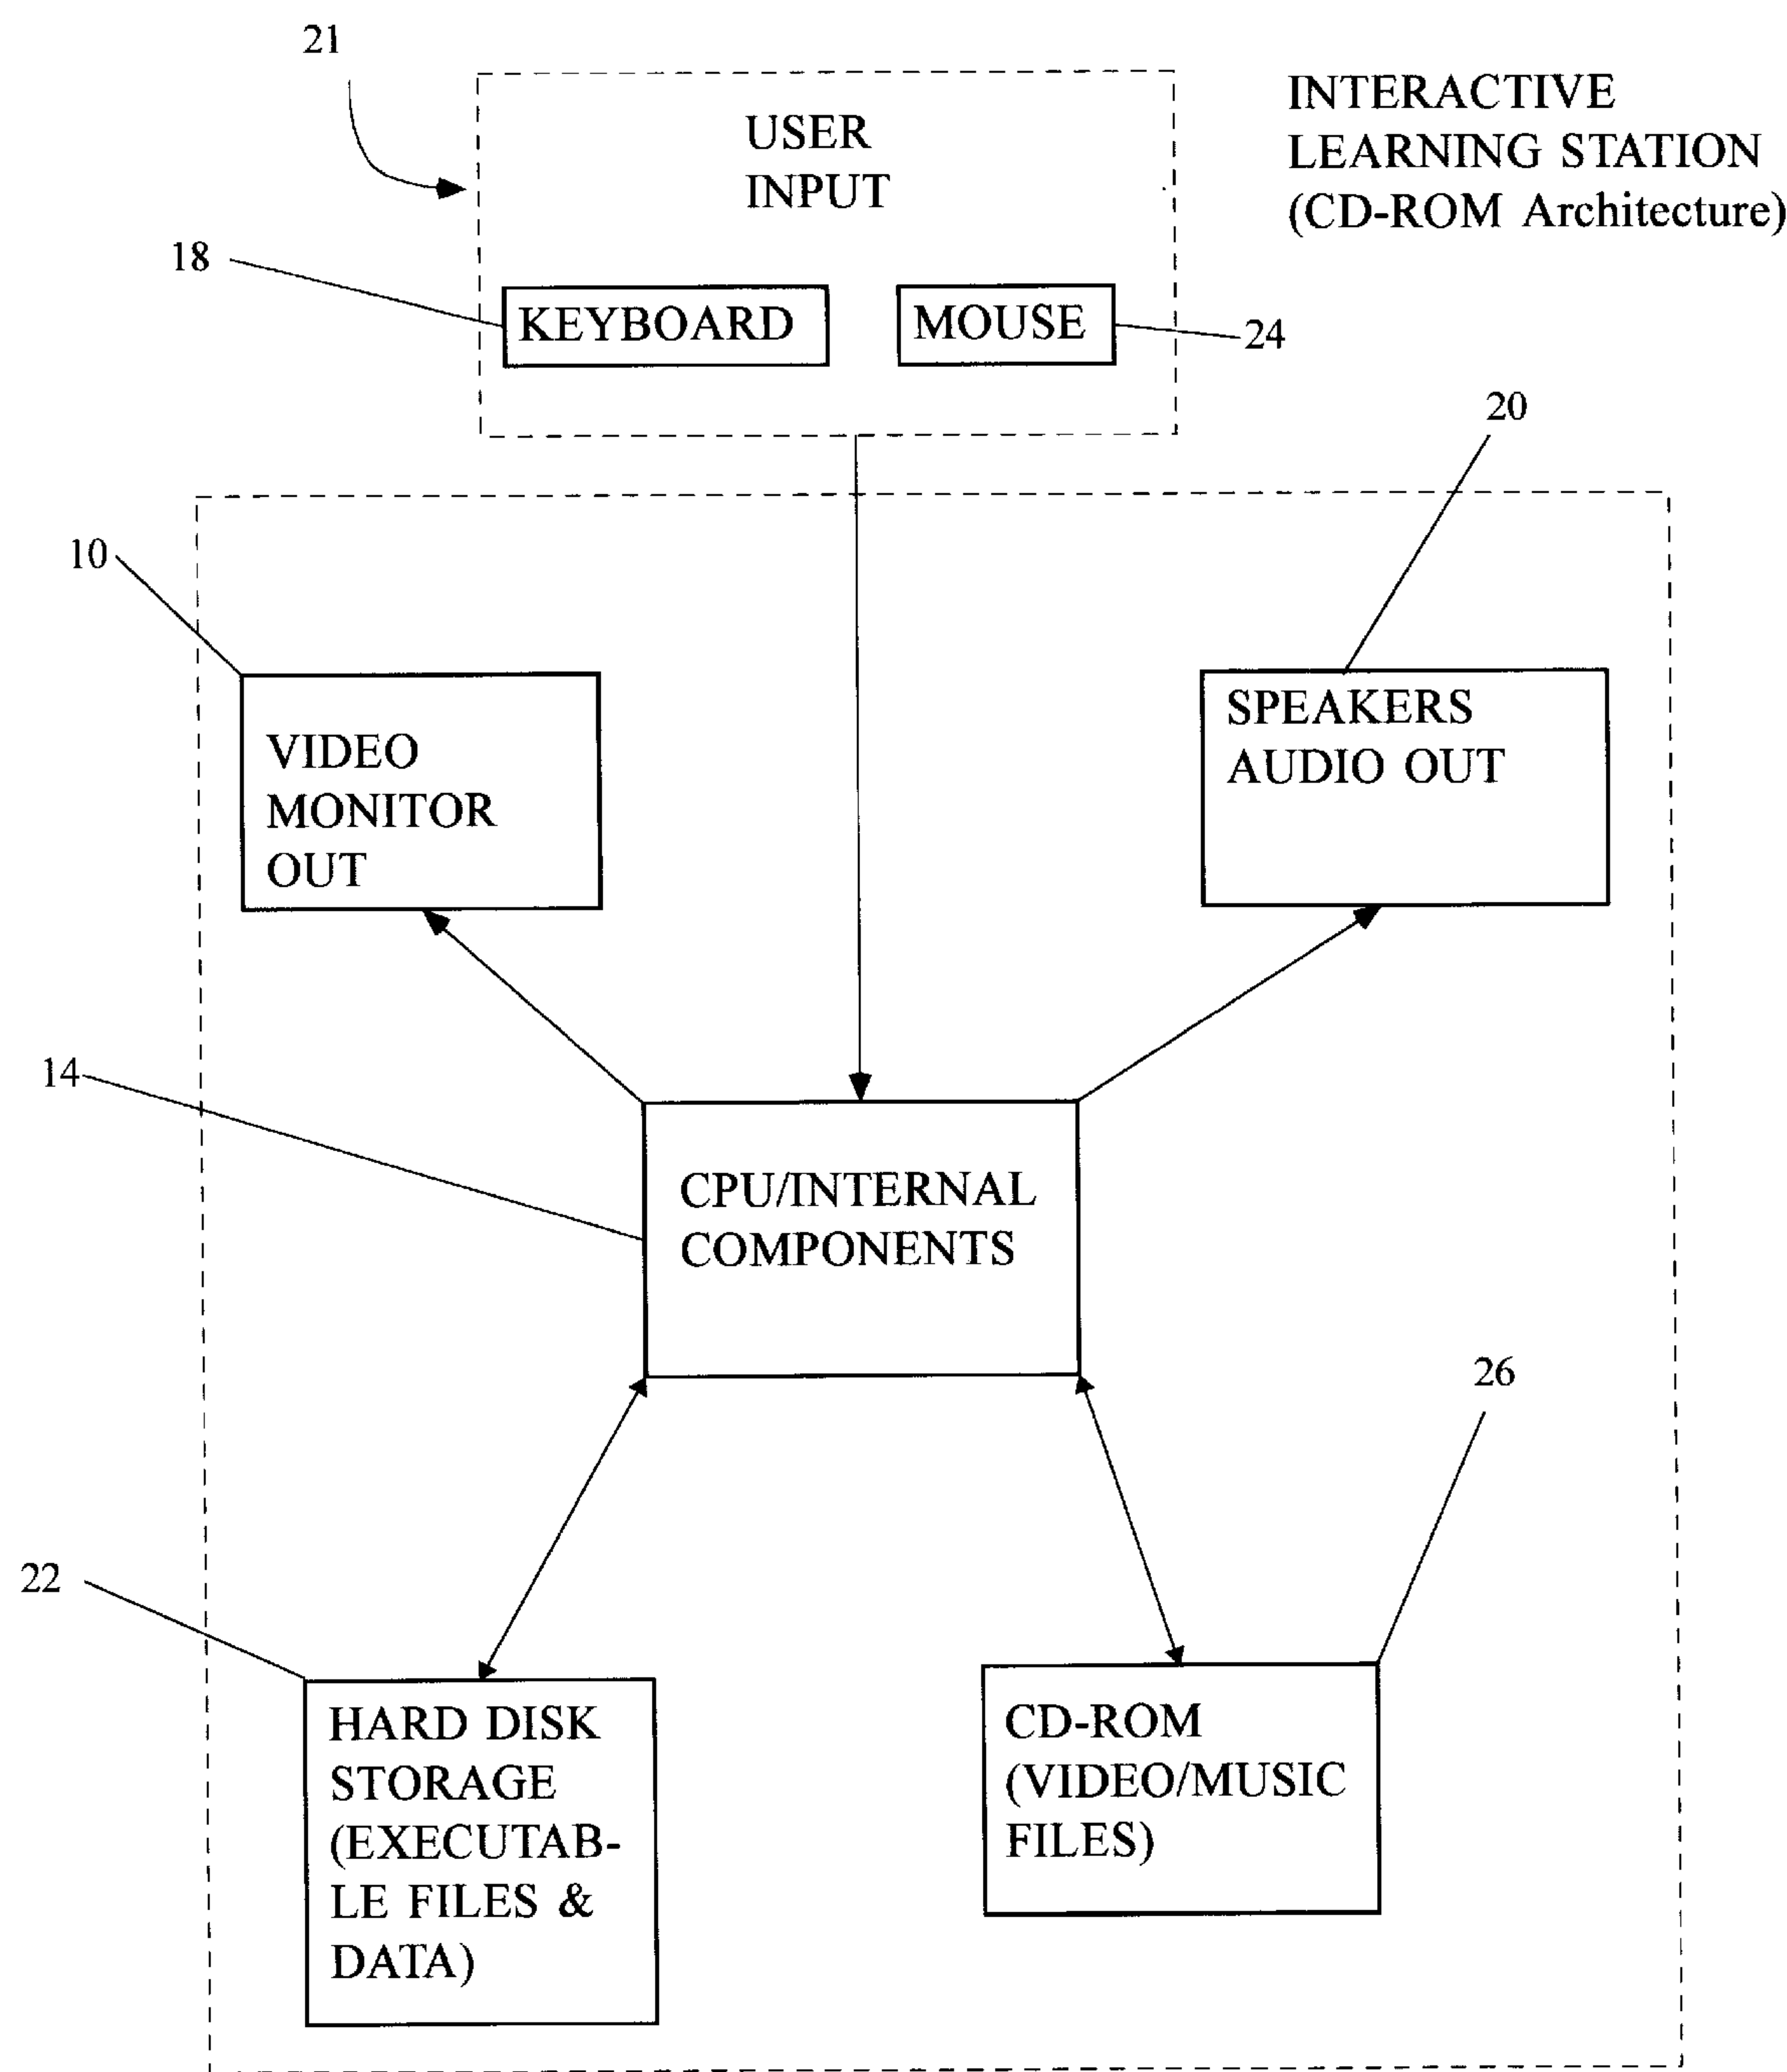 21
USER
INPUT
INTERACTIVE
LEARNING STATION
(CD-ROM Architecture)
18
KEYBOARD
MOUSE
24
20
10
VIDEO
MONITOR
OUT
SPEAKERS
AUDIO OUT
14
CPU/INTERNAL
COMPONENTS
26
22
HARD DISK
STORAGE
(EXECUTAB-
LE FILES &
DATA)
CD-ROM
(VIDEO/MUSIC
FILES)